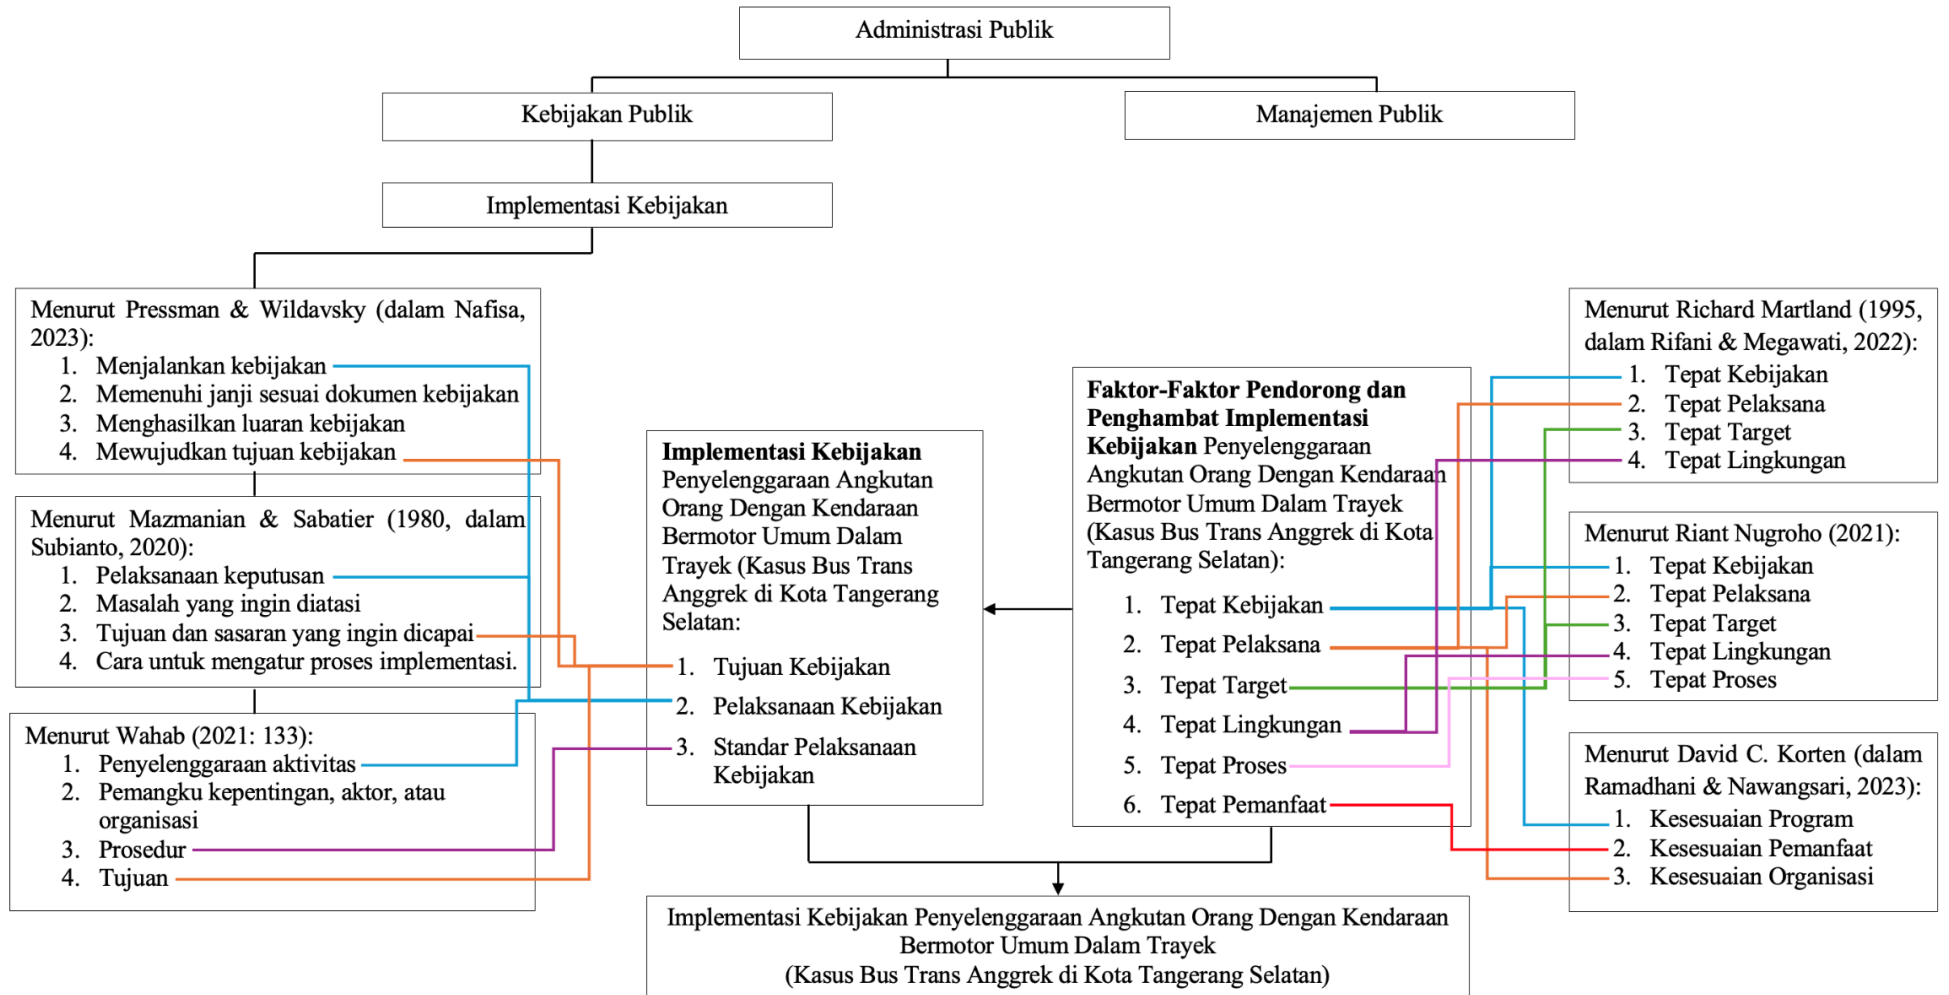 Administrasi Publik
Kebijakan Publik
Manajemen Publik
Implementasi Kebijakan
Menurut Pressman & Wildavsky (dalam Nafisa,
2023):
1. Menjalankan kebijakan
2. Memenuhi janji sesuai dokumen kebijakan
3. Menghasilkan luaran kebijakan
4. Mewujudkan tujuan kebijakan
Menurut Mazmanian & Sabatier (1980, dalam
Subianto, 2020):
1. Pelaksanaan keputusan
2. Masalah yang ingin diatasi
3. Tujuan dan sasaran yang ingin dicapai
4. Cara untuk mengatur proses implementasi.
Menurut Wahab (2021: 133):
1. Penyelenggaraan aktivitas
2. Pemangku kepentingan, aktor, atau
organisasi
3. Prosedur
4. Tujuan
Implementasi Kebijakan
Penyelenggaraan Angkutan
Orang Dengan Kendaraan
Bermotor Umum Dalam
Trayek (Kasus Bus Trans
Anggrek di Kota Tangerang
Selatan):
1. Tujuan Kebijakan
2. Pelaksanaan Kebijakan
3. Standar Pelaksanaan
Kebijakan
Faktor-Faktor Pendorong dan
Penghambat Implementasi
Kebijakan Penyelenggaraan
Angkutan Orang Dengan Kendaraan
Bermotor Umum Dalam Trayek
(Kasus Bus Trans Anggrek di Kota
Tangerang Selatan):
1. Tepat Kebijakan
2. Tepat Pelaksana
3. Tepat Target
4. Tepat Lingkungan
5. Tepat Proses
6. Tepat Pemanfaat
Menurut Richard Martland (1995,
dalam Rifani & Megawati, 2022):
1. Tepat Kebijakan
2. Tepat Pelaksana
3. Tepat Target
4. Tepat Lingkungan
Menurut Riant Nugroho (2021):
1. Tepat Kebijakan
2. Tepat Pelaksana
3. Tepat Target
4. Tepat Lingkungan
5. Tepat Proses
Menurut David C. Korten (dalam
Ramadhani & Nawangsari, 2023):
1. Kesesuaian Program
2. Kesesuaian Pemanfaat
3. Kesesuaian Organisasi
Implementasi Kebijakan Penyelenggaraan Angkutan Orang Dengan Kendaraan
Bermotor Umum Dalam Trayek
(Kasus Bus Trans Anggrek di Kota Tangerang Selatan)